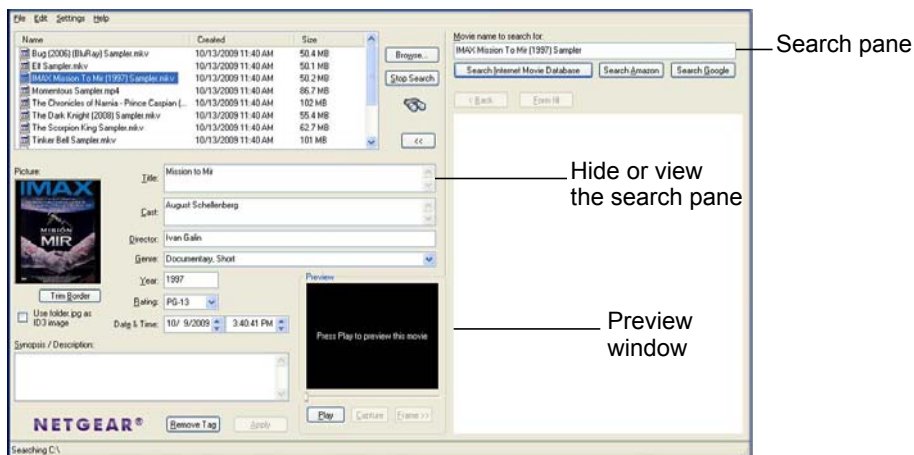 File Edit Settings Help
Name Created Size
Bug (2006) (BluRay) Sampler.mkv 10/13/2009 11:40 AM 50.4 MB
Elf Sampler.mkv 10/13/2009 11:40 AM 50.1 MB
IMAX Mission To Mir (1997) Sampler.mkv 10/13/2009 11:40 AM 50.2 MB
Momentous Sampler.mp4 10/13/2009 11:40 AM 86.7 MB
The Chronicles of Narnia - Prince Caspian (... 10/13/2009 11:40 AM 102 MB
The Dark Knight (2008) Sampler.mkv 10/13/2009 11:40 AM 55.4 MB
The Scorpion King Sampler.mkv 10/13/2009 11:40 AM 62.7 MB
Tinker Bell Sampler.mkv 10/13/2009 11:40 AM 101 MB
Browse...
Stop Search
<<
Movie name to search for:
IMAX Mission To Mir (1997) Sampler
Search Internet Movie Database Search Amazon Search Google
< Back Form fill
Search pane
Hide or view
the search pane
Preview
window
Picture:
IMAX
MISSION
MIR
Trim Border
Use folder.jpg as
ID3 image
Title: Mission to Mir
Cast: August Schellenberg
Director: Ivan Galin
Genre: Documentary, Short
Year: 1997
Rating: PG-13
Date & Time: 10/ 9/2009 3:40:41 PM
Synopsis / Description:
Preview
Press Play to preview this movie
Play Capture Frame >>
NETGEAR®
Remove Tag Apply
Searching C:\